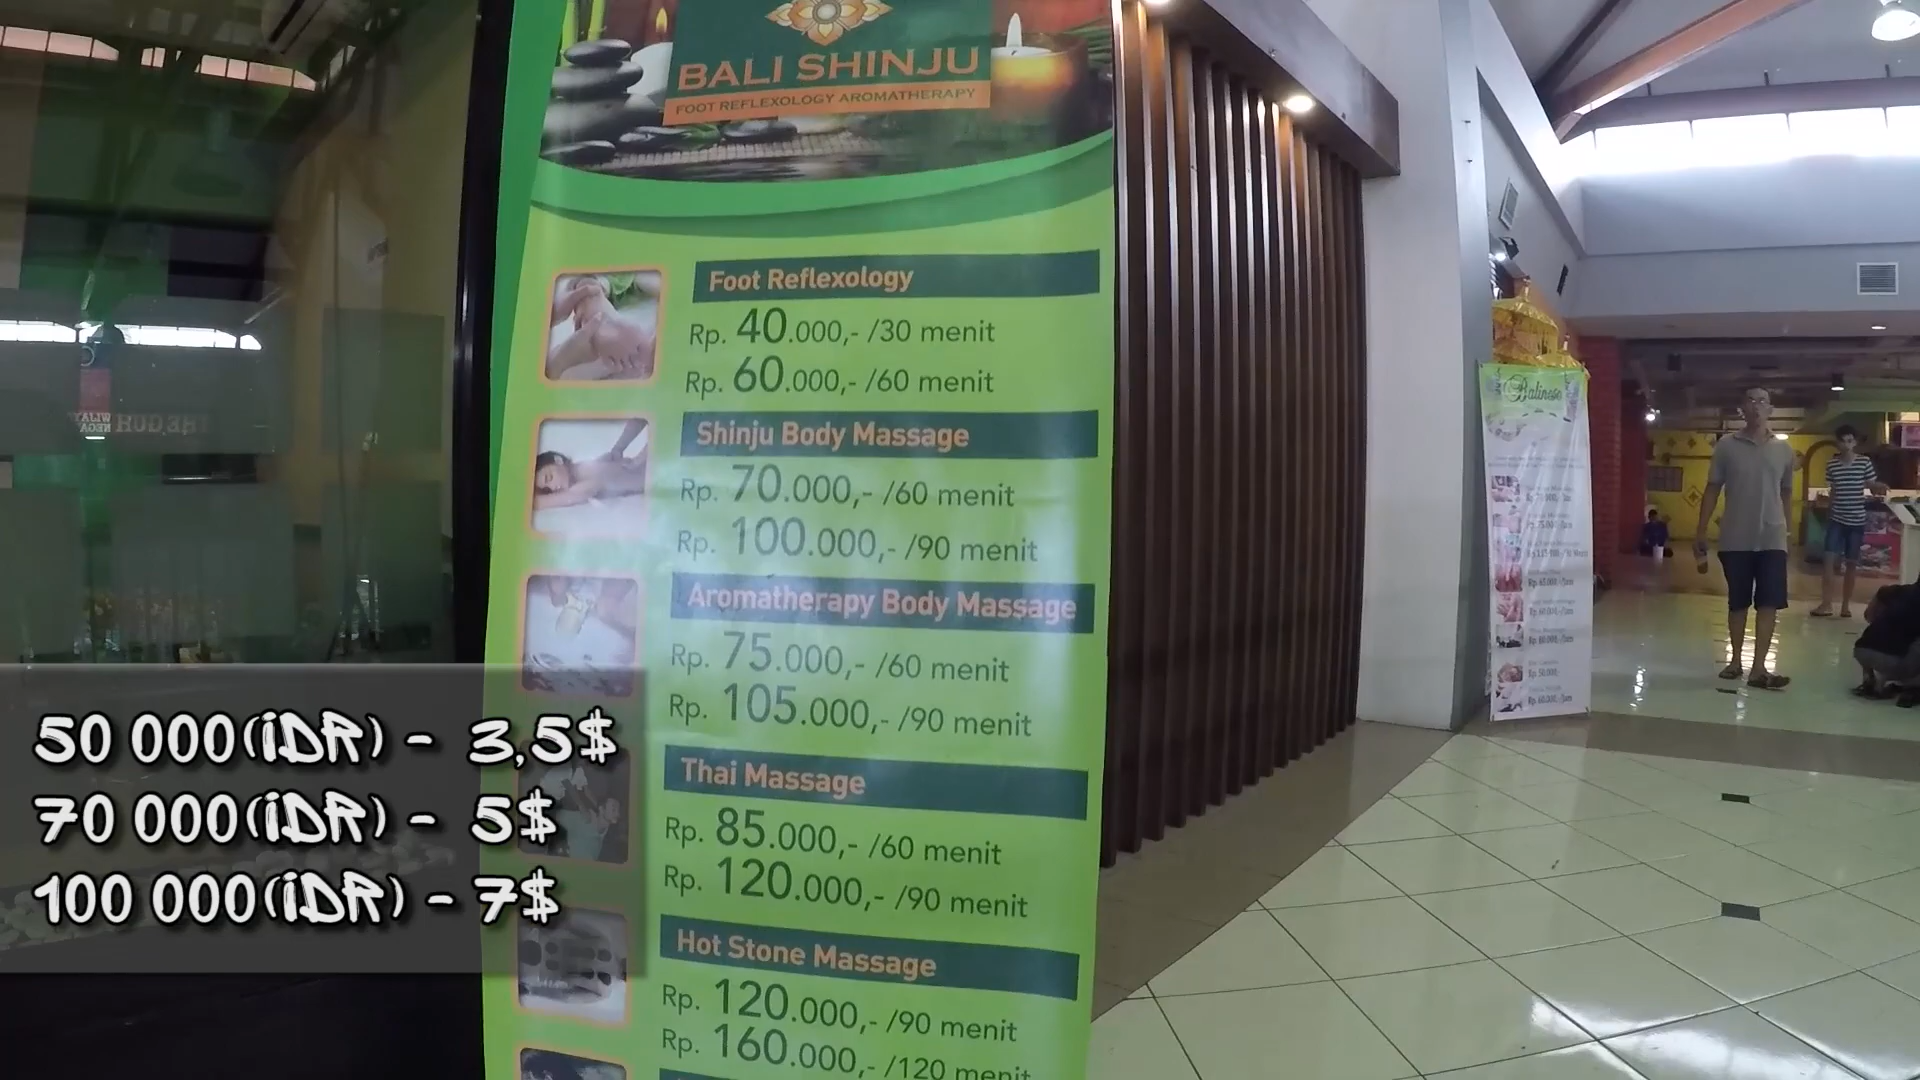 BALI SHINJU
FOOT REFLEXOLOGY AROMATHERAPY
Foot Reflexology
Rp. 40.000,- /30 menit
Rp. 60.000,- /60 menit
Shinju Body Massage
Rp. 70.000,- /60 menit
Rp. 100.000,- /90 menit
Aromatherapy Body Massage
Rp. 75.000,- /60 menit
Rp. 105.000,- /90 menit
Thai Massage
Rp. 85.000,- /60 menit
Rp. 120.000,- /90 menit
Hot Stone Massage
Rp. 120.000,- /90 menit
Rp. 160.000,- /120 menit
50 000(iDR) - 3,5$
70 000(iDR) - 5$
100 000(iDR) - 7$
Balinese